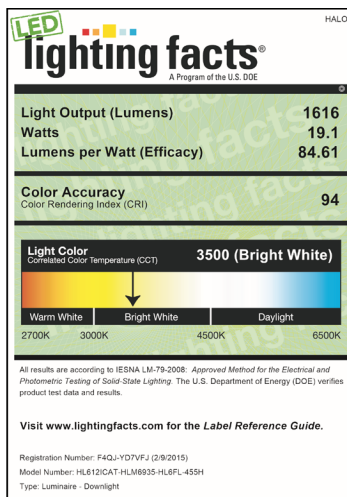 HALO
LED
lighting facts®
A Program of the U.S. DOE
Light Output (Lumens) 1616
Watts 19.1
Lumens per Watt (Efficacy) 84.61
Color Accuracy 94
Color Rendering Index (CRI)
Light Color 3500 (Bright White)
Correlated Color Temperature (CCT)
Warm White Bright White Daylight
2700K 3000K 4500K 6500K
All results are according to IESNA LM-79-2008: Approved Method for the Electrical and
Photometric Testing of Solid-State Lighting. The U.S. Department of Energy (DOE) verifies
product test data and results.
Visit www.lightingfacts.com for the Label Reference Guide.
Registration Number: F4QJ-YD7VFJ (2/9/2015)
Model Number: HL612ICAT-HLM6935-HL6FL-455H
Type: Luminaire - Downlight